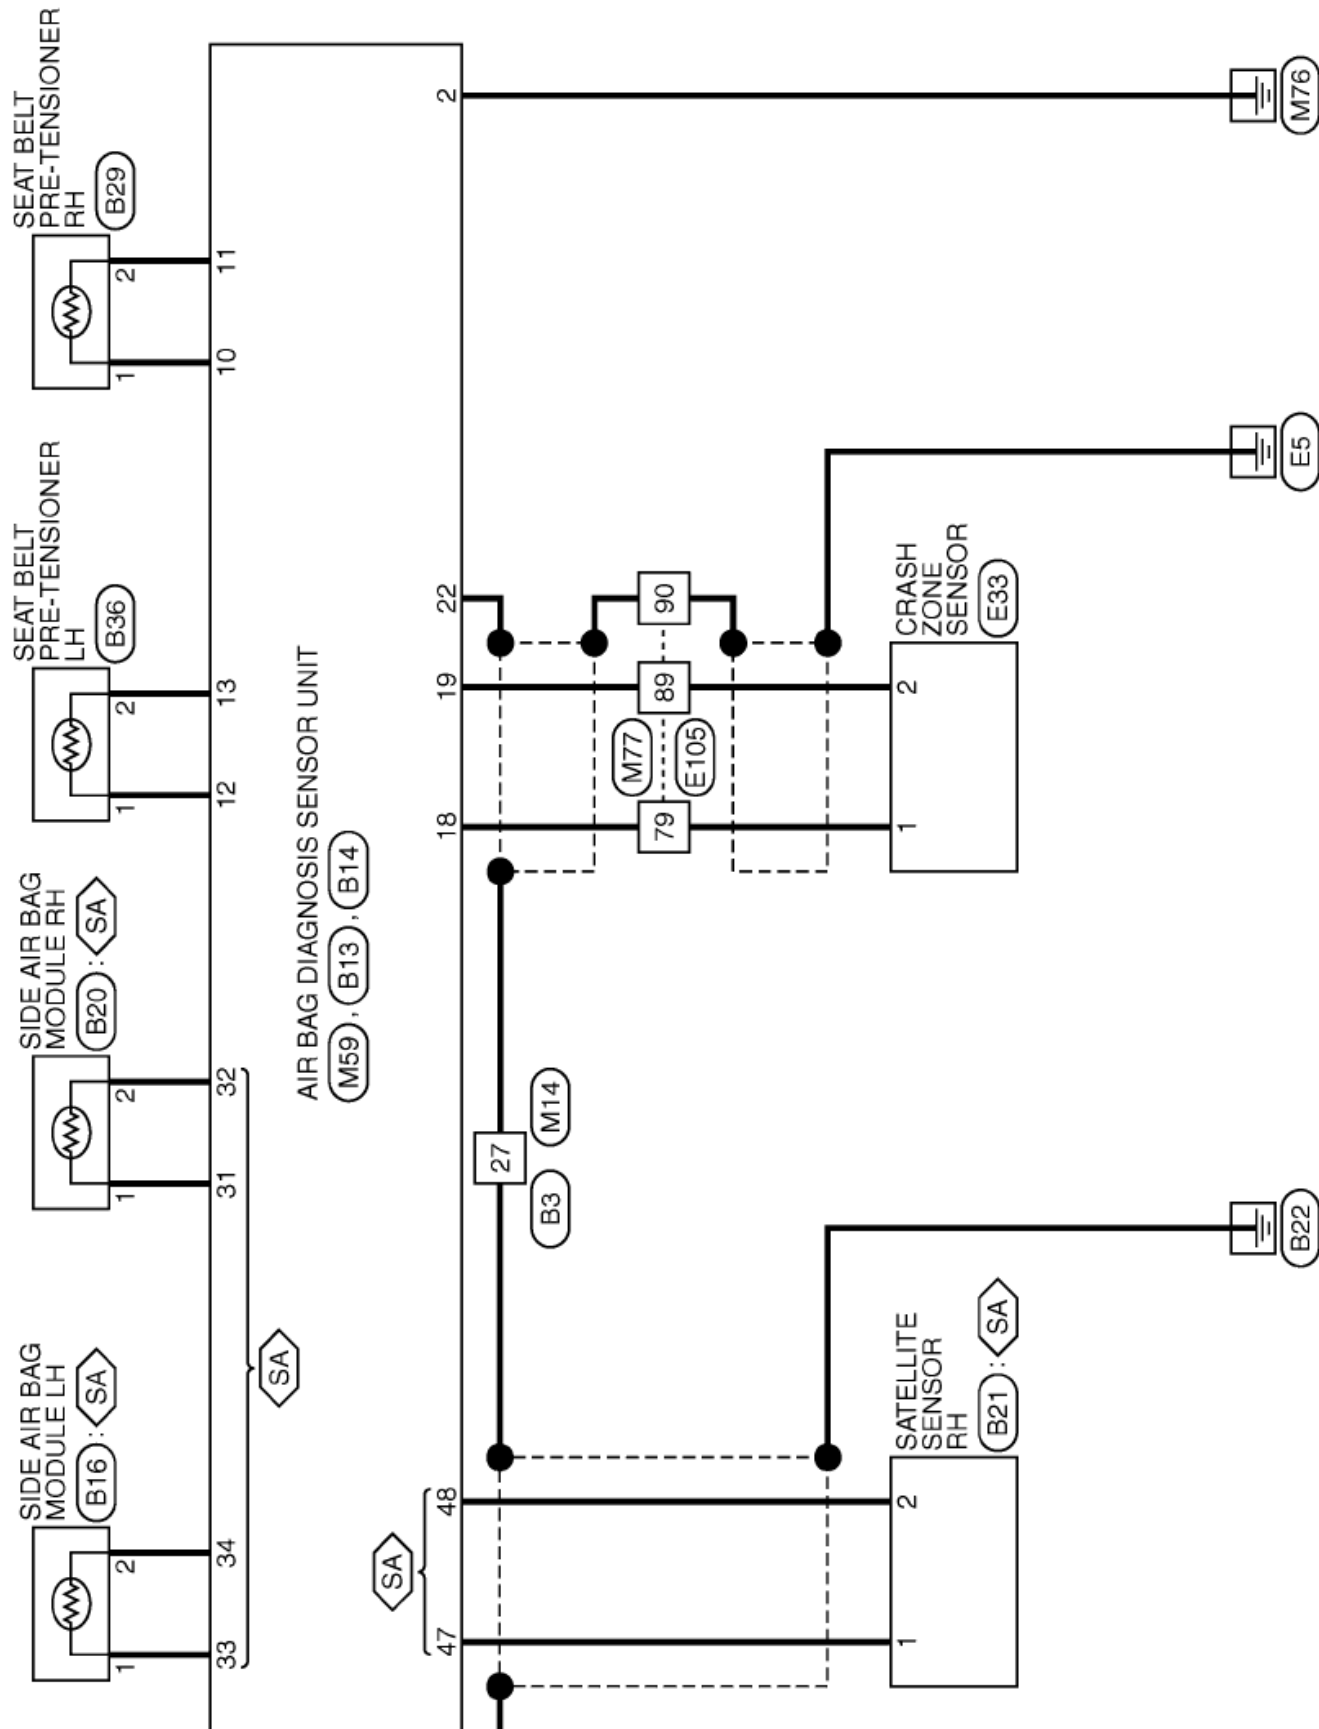 SIDE AIR BAG
MODULE LH
B16 : SA
SIDE AIR BAG
MODULE RH
B20 : SA
SEAT BELT
PRE-TENSIONER
LH
B36
SEAT BELT
PRE-TENSIONER
RH
B29
1 2
1 2
1 2
1 2
33 34
31 32
12 13
10 11
SA
AIR BAG DIAGNOSIS SENSOR UNIT
M59 , B13 , B14
SA
47 48
18 19 22
2
27
B3 M14
M77
79 89 90
E105
1 2
SATELLITE
SENSOR
RH
B21 : SA
1 2
CRASH
ZONE
SENSOR
E33
B22
E5
M76